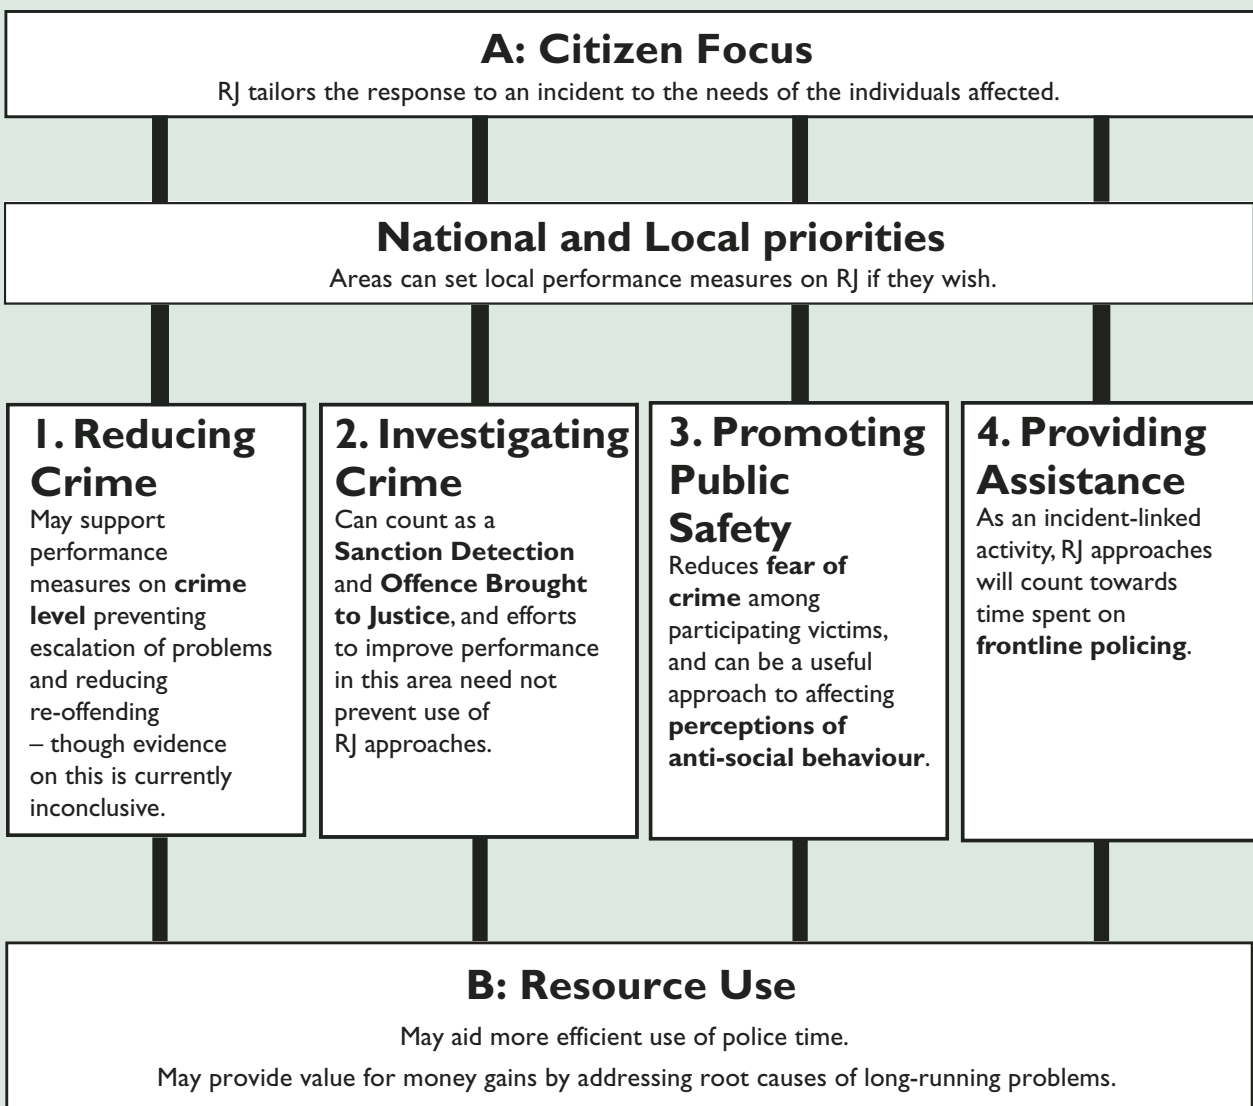 A: Citizen Focus
RJ tailors the response to an incident to the needs of the individuals affected.
National and Local priorities
Areas can set local performance measures on RJ if they wish.
1. Reducing
Crime
May support
performance
measures on crime
level preventing
escalation of problems
and reducing
re-offending
– though evidence
on this is currently
inconclusive.
2. Investigating
Crime
Can count as a
Sanction Detection
and Offence Brought
to Justice, and efforts
to improve performance
in this area need not
prevent use of
RJ approaches.
3. Promoting
Public
Safety
Reduces fear of
crime among
participating victims,
and can be a useful
approach to affecting
perceptions of
anti-social behaviour.
4. Providing
Assistance
As an incident-linked
activity, RJ approaches
will count towards
time spent on
frontline policing.
B: Resource Use
May aid more efficient use of police time.
May provide value for money gains by addressing root causes of long-running problems.